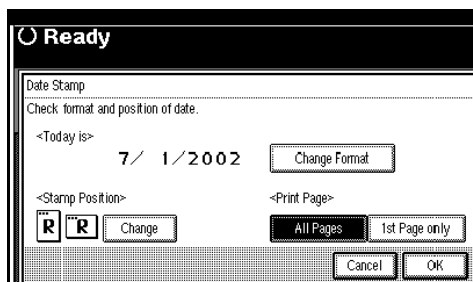 Ready
Date Stamp
Check format and position of date.
<Today is>
7/ 1/2002 Change Format
<Stamp Position> <Print Page>
R R Change All Pages 1st Page only
Cancel OK